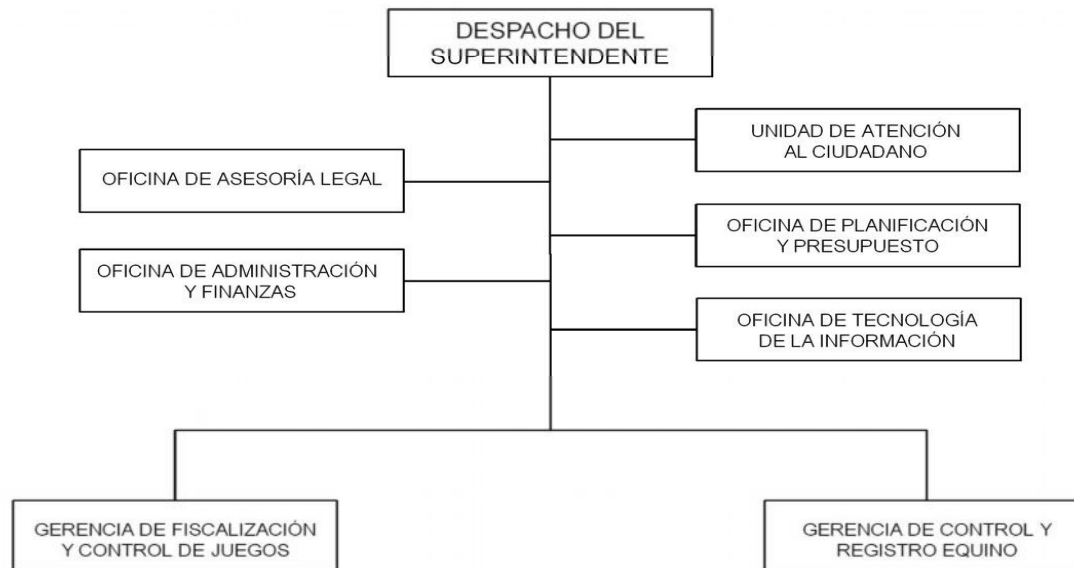 DESPACHO DEL
SUPERINTENDENTE
UNIDAD DE ATENCIÓN
AL CIUDADANO
OFICINA DE ASESORÍA LEGAL
OFICINA DE PLANIFICACIÓN
Y PRESUPUESTO
OFICINA DE ADMINISTRACIÓN
Y FINANZAS
OFICINA DE TECNOLOGÍA
DE LA INFORMACIÓN
GERENCIA DE FISCALIZACIÓN
Y CONTROL DE JUEGOS
GERENCIA DE CONTROL Y
REGISTRO EQUINO